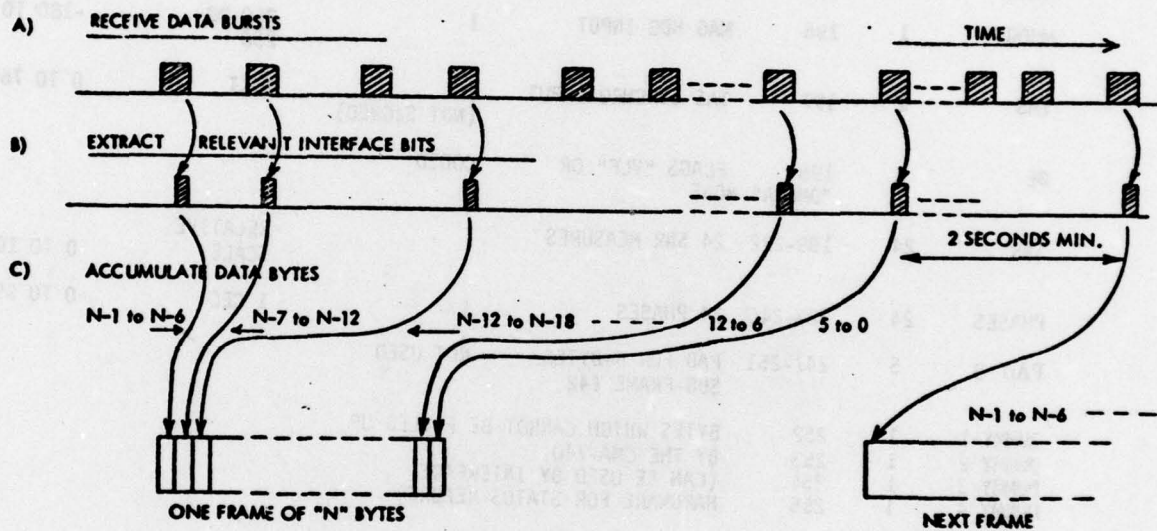 A) RECEIVE DATA BURSTS
TIME
B) EXTRACT RELEVANT INTERFACE BITS
2 SECONDS MIN.
C) ACCUMULATE DATA BYTES
N-1 to N-6 N-7 to N-12 N-12 to N-18 - - - - 12 to 6 5 to 0
N-1 to N-6 - - - -
ONE FRAME OF "N" BYTES
NEXT FRAME